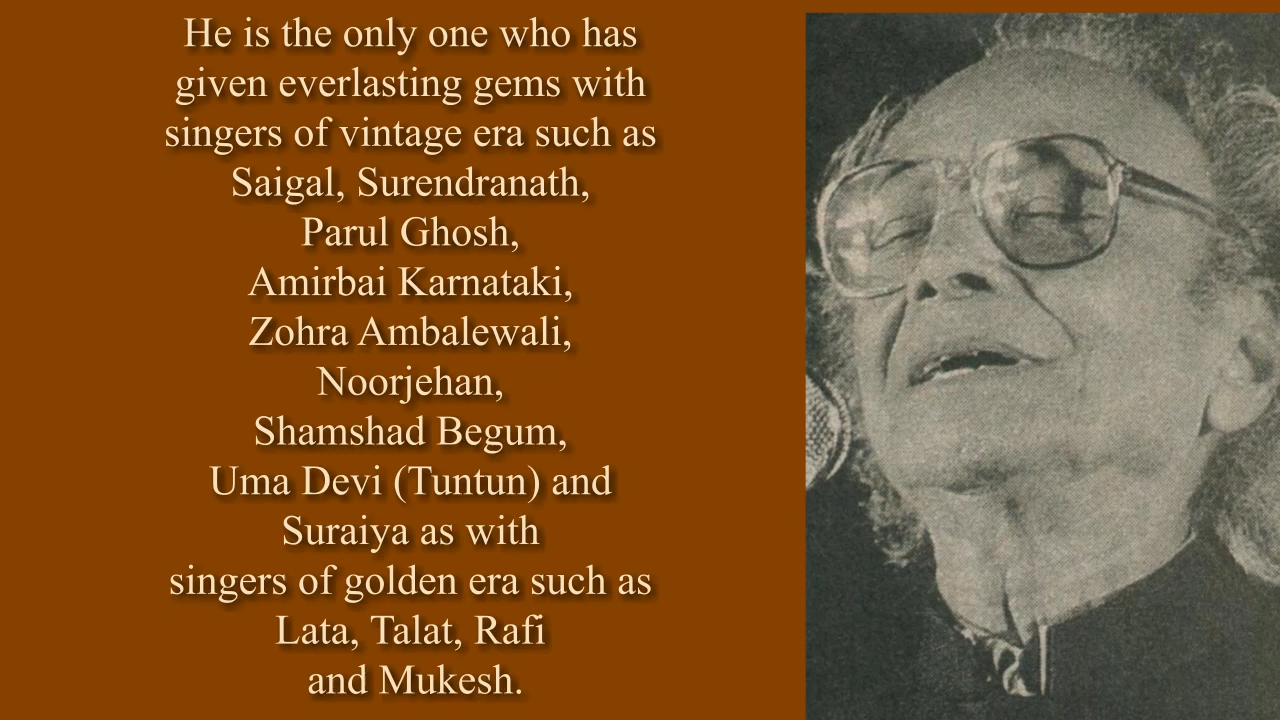 He is the only one who has
given everlasting gems with
singers of vintage era such as
Saigal, Surendranath,
Parul Ghosh,
Amirbai Karnataki,
Zohra Ambalewali,
Noorjehan,
Shamshad Begum,
Uma Devi (Tuntun) and
Suraiya as with
singers of golden era such as
Lata, Talat, Rafi
and Mukesh.